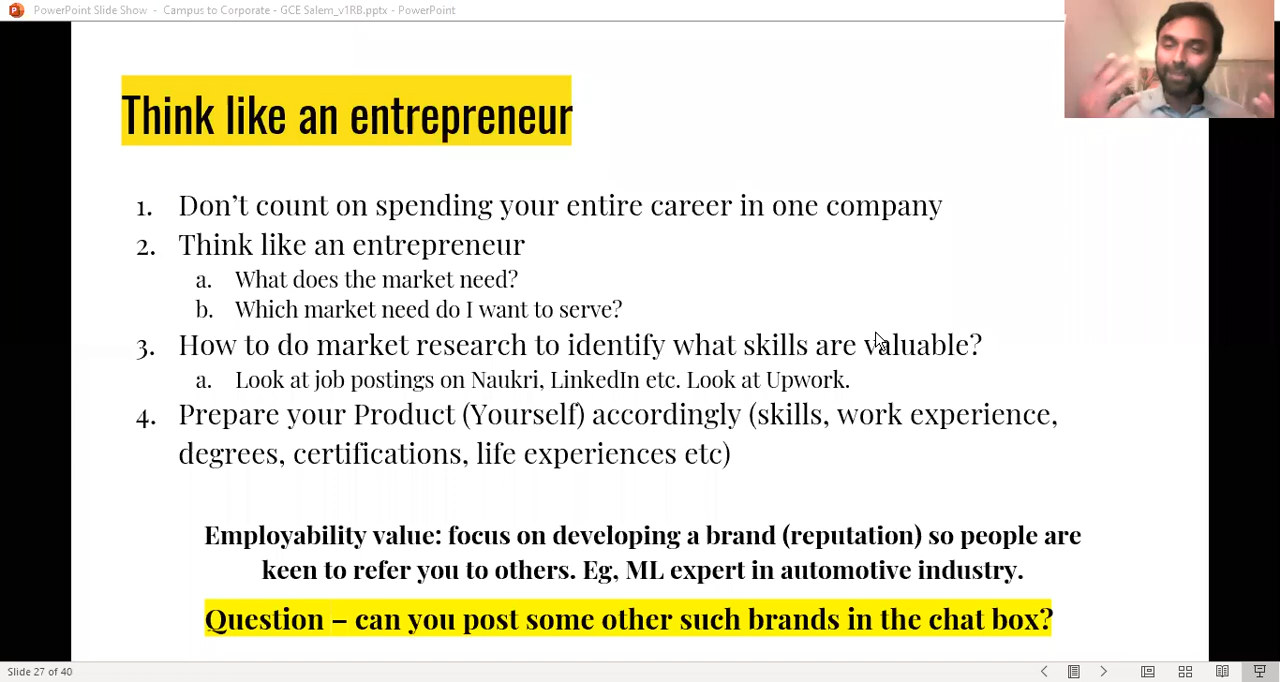 PowerPoint Slide Show - Campus to Corporate - GCE Salem_v1RB.pptx - PowerPoint
Think like an entrepreneur
1. Don't count on spending your entire career in one company
2. Think like an entrepreneur
a. What does the market need?
b. Which market need do I want to serve?
3. How to do market research to identify what skills are valuable?
a. Look at job postings on Naukri, LinkedIn etc. Look at Upwork.
4. Prepare your Product (Yourself) accordingly (skills, work experience,
degrees, certifications, life experiences etc)
Employability value: focus on developing a brand (reputation) so people are
keen to refer you to others. Eg, ML expert in automotive industry.
Question – can you post some other such brands in the chat box?
Slide 27 of 40